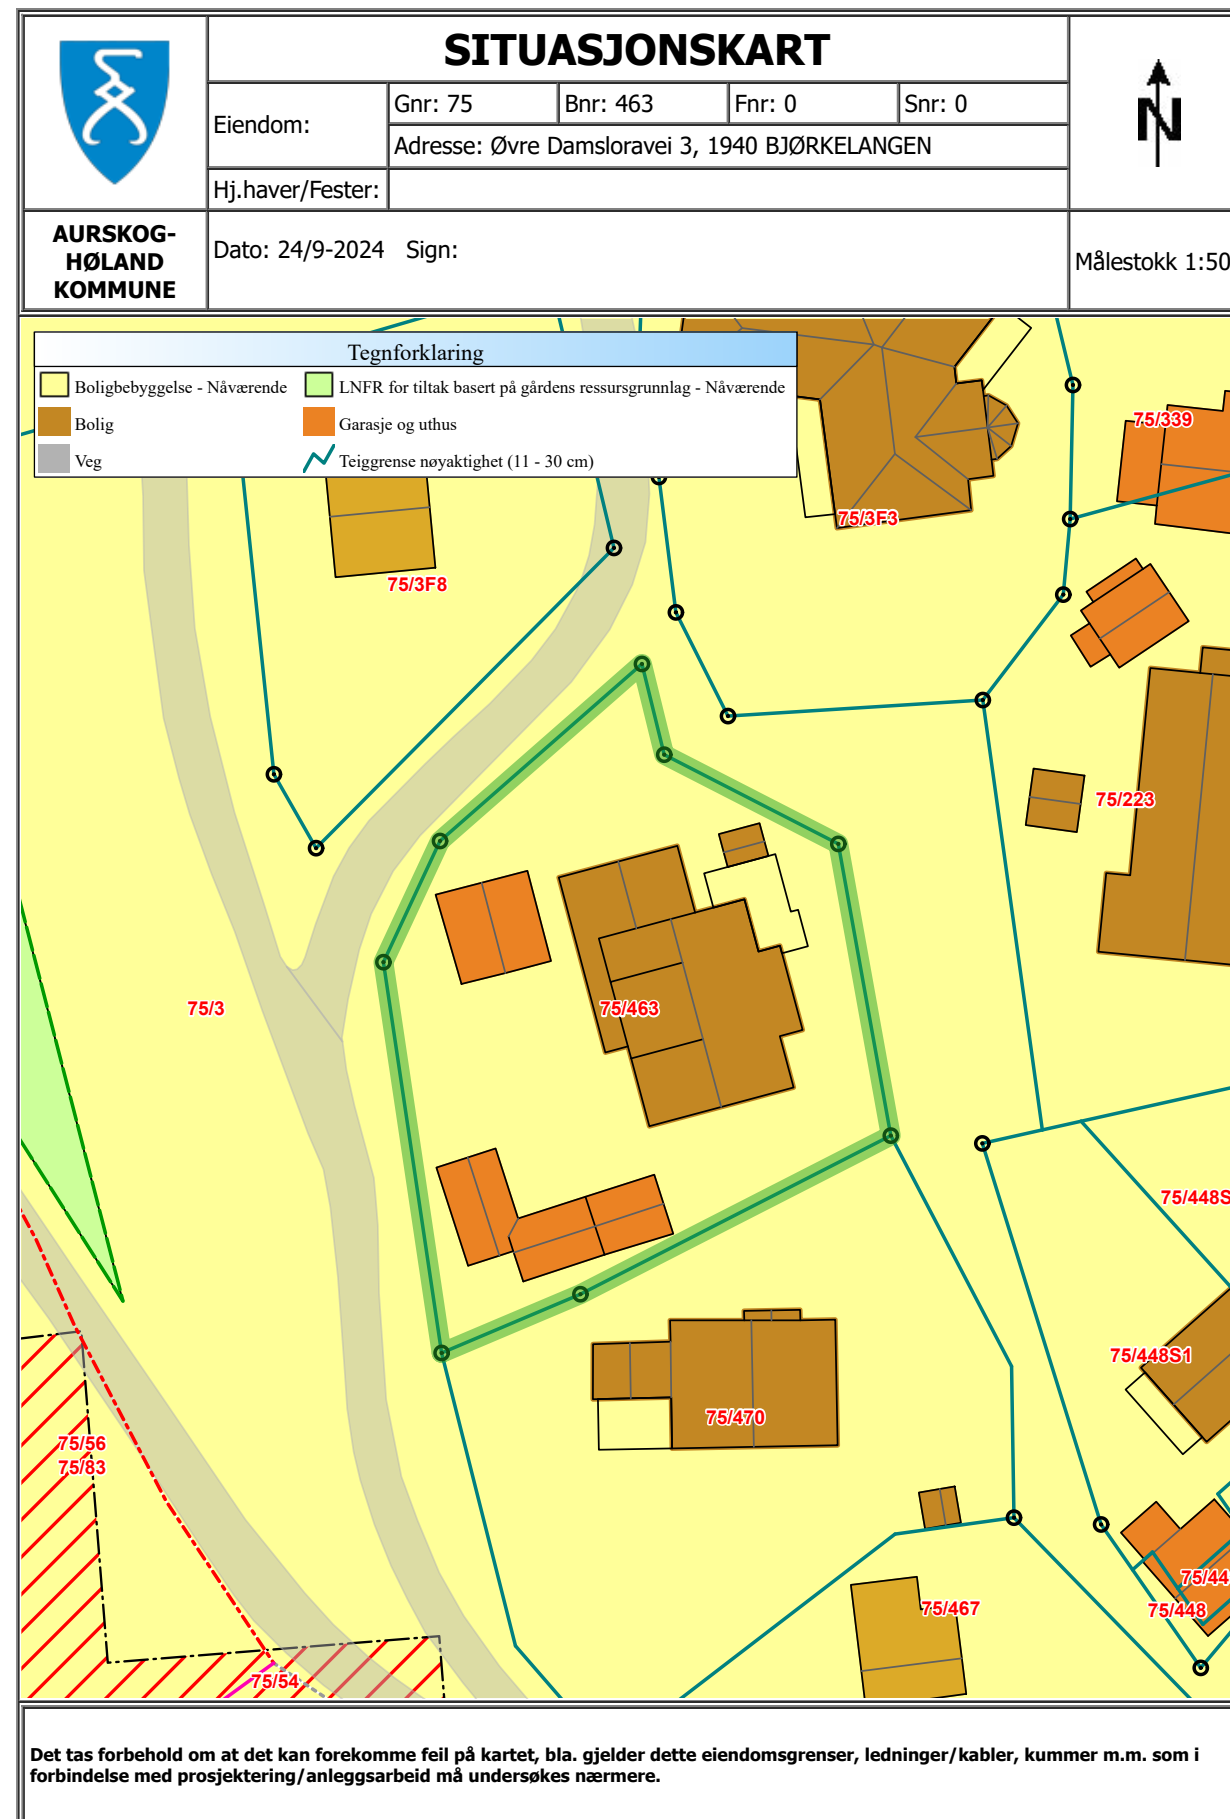 SITUASJONSKART
Eiendom:
Gnr: 75
Bnr: 463
Fnr: 0
Snr: 0
Adresse: Øvre Damsloravei 3, 1940 BJØRKELANGEN
Hj.haver/Fester:
N
AURSKOG-
HØLAND
KOMMUNE
Dato: 24/9-2024 Sign:
Målestokk 1:50
Tegnforklaring
Boligbebyggelse - Nåværende
LNFR for tiltak basert på gårdens ressursgrunnlag - Nåværende
Bolig
Garasje og uthus
Veg
Teiggrense nøyaktighet (11 - 30 cm)
75/339
75/3F3
75/3F8
75/223
75/3
75/463
75/448S
75/448S1
75/470
75/56
75/83
75/44
75/467
75/448
75/54
Det tas forbehold om at det kan forekomme feil på kartet, bla. gjelder dette eiendomsgrenser, ledninger/kabler, kummer m.m. som i
forbindelse med prosjektering/anleggsarbeid må undersøkes nærmere.